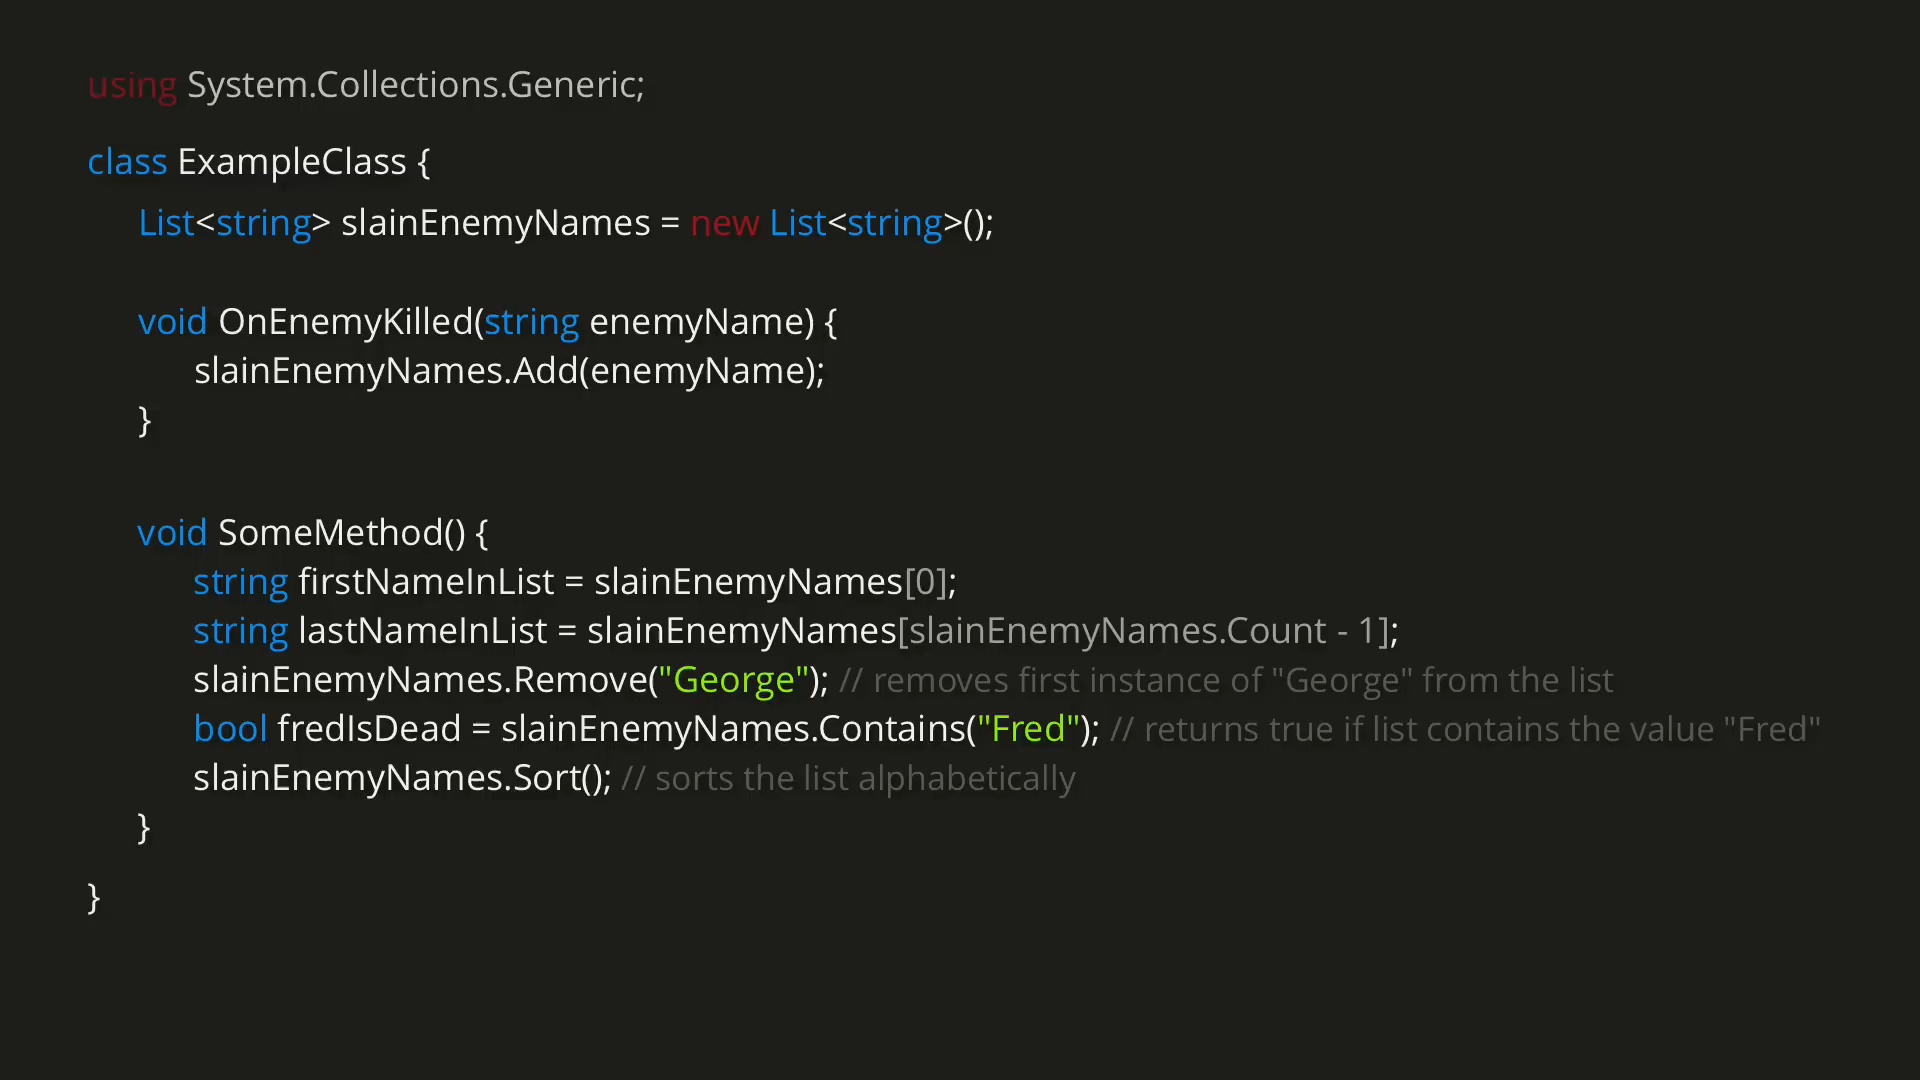 using System.Collections.Generic;
class ExampleClass {
List<string> slainEnemyNames = new List<string>();
void OnEnemyKilled(string enemyName) {
slainEnemyNames.Add(enemyName);
}
void SomeMethod() {
string firstNameInList = slainEnemyNames[0];
string lastNameInList = slainEnemyNames[slainEnemyNames.Count - 1];
slainEnemyNames.Remove("George"); // removes first instance of "George" from the list
bool fredIsDead = slainEnemyNames.Contains("Fred"); // returns true if list contains the value "Fred"
slainEnemyNames.Sort(); // sorts the list alphabetically
}
}